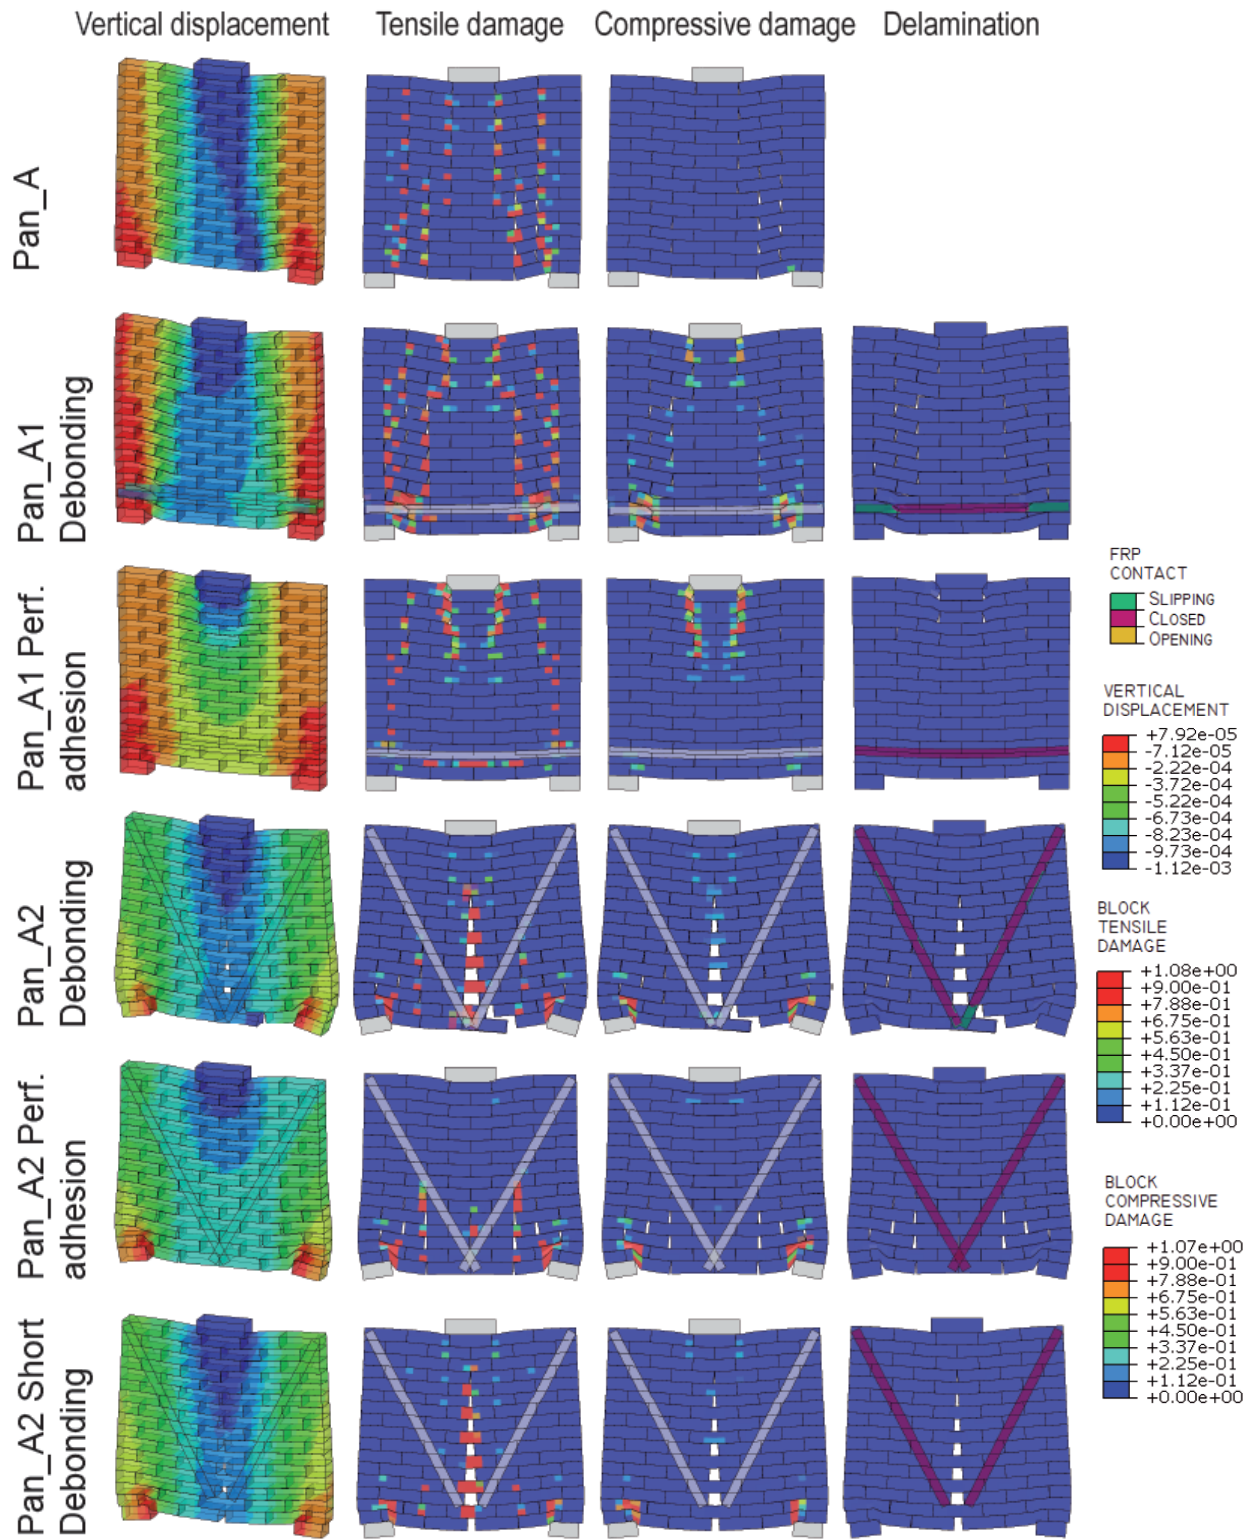 Vertical displacement Tensile damage Compressive damage Delamination
Pan_A
Pan_A1
Debonding
Pan_A1 Perf.
adhesion
Pan_A2
Debonding
Pan_A2 Perf.
adhesion
Pan_A2 Short
Debonding
FRP
CONTACT
SLIPPING
CLOSED
OPENING
VERTICAL
DISPLACEMENT
+7.92e-05
-7.12e-05
-2.22e-04
-3.72e-04
-5.22e-04
-6.73e-04
-8.23e-04
-9.73e-04
-1.12e-03
BLOCK
TENSILE
DAMAGE
+1.08e+00
+9.00e-01
+7.88e-01
+6.75e-01
+5.63e-01
+4.50e-01
+3.37e-01
+2.25e-01
+1.12e-01
+0.00e+00
BLOCK
COMPRESSIVE
DAMAGE
+1.07e+00
+9.00e-01
+7.88e-01
+6.75e-01
+5.63e-01
+4.50e-01
+3.37e-01
+2.25e-01
+1.12e-01
+0.00e+00